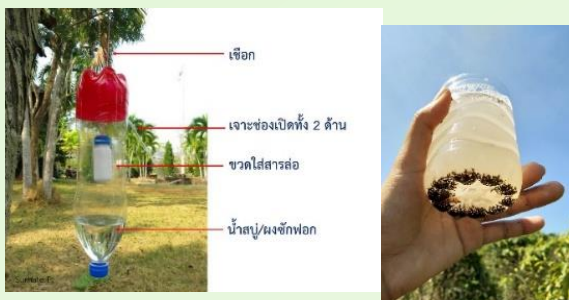 เชือก
เจาะช่องเปิดทั้ง 2 ด้าน
ขวดใส่สารล่อ
น้ำสบู่/ผงซักฟอก